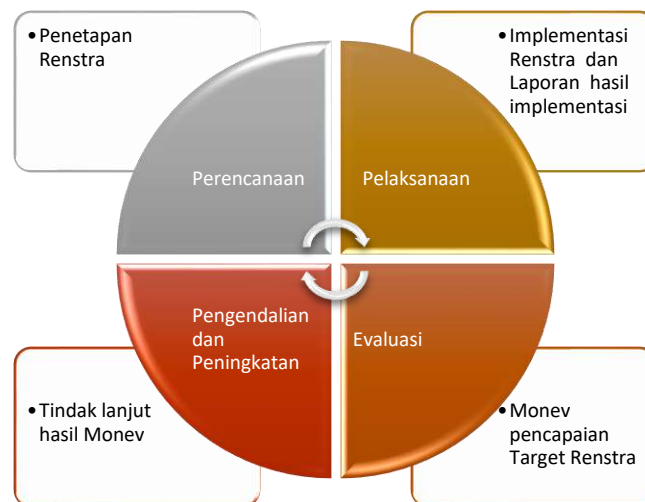 •Penetapan
Renstra
•Implementasi
Renstra dan
Laporan hasil
implementasi
Perencanaan
Pelaksanaan
Pengendalian
dan
Peningkatan
Evaluasi
•Tindak lanjut
hasil Monev
•Monev
pencapaian
Target Renstra